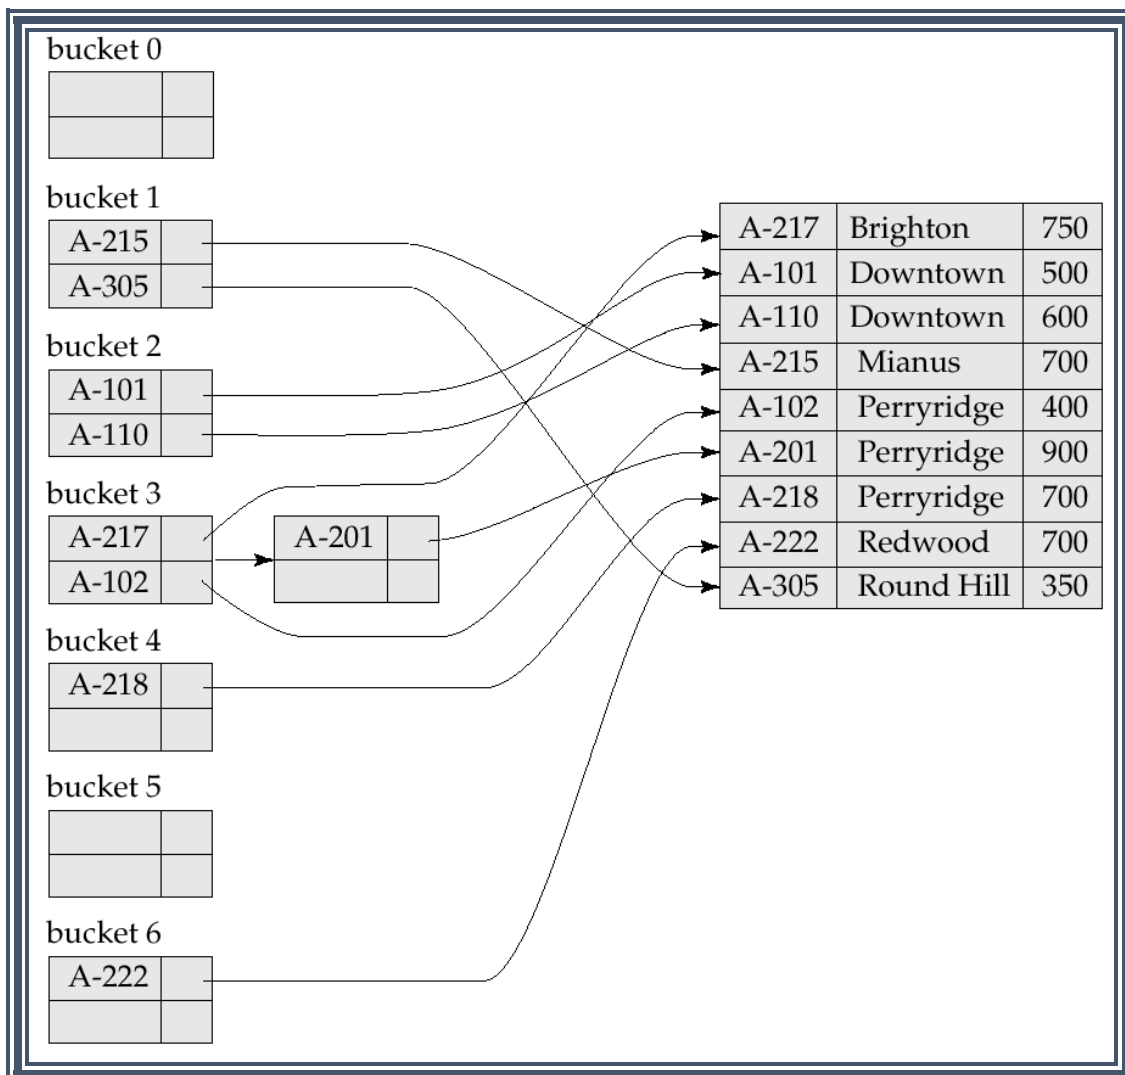 bucket 0
bucket 1
A-215
A-305
bucket 2
A-101
A-110
bucket 3
A-217
A-102
A-201
bucket 4
A-218
bucket 5
bucket 6
A-222
A-217 Brighton 750
A-101 Downtown 500
A-110 Downtown 600
A-215 Mianus 700
A-102 Perryridge 400
A-201 Perryridge 900
A-218 Perryridge 700
A-222 Redwood 700
A-305 Round Hill 350